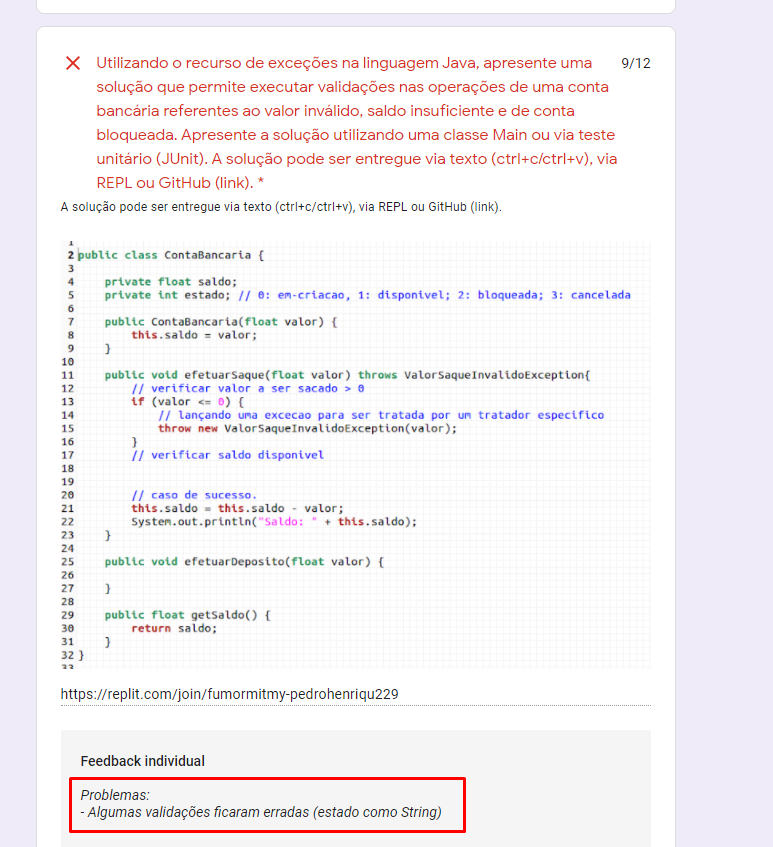 Utilizando o recurso de exceções na linguagem Java, apresente uma 9/12
solução que permite executar validações nas operações de uma conta
bancária referentes ao valor inválido, saldo insuficiente e de conta
bloqueada. Apresente a solução utilizando uma classe Main ou via teste
unitário (JUnit). A solução pode ser entregue via texto (ctrl+c/ctrl+v), via
REPL ou GitHub (link). *
A solução pode ser entregue via texto (ctrl+c/ctrl+v), via REPL ou GitHub (link).
1
2 public class ContaBancaria {
3
4 private float saldo;
5 private int estado; // 0: em-criacao, 1: disponivel; 2: bloqueada; 3: cancelada
6
7 public ContaBancaria(float valor) {
8 this.saldo = valor;
9 }
10
11 public void efetuarSaque(float valor) throws ValorSaqueInvalidoException{
12 // verificar valor a ser sacado > 0
13 if (valor <= 0) {
14 // lançando uma excecao para ser tratada por um tratador especifico
15 throw new ValorSaqueInvalidoException(valor);
16 }
17 // verificar saldo disponivel
18
19
20 // caso de sucesso.
21 this.saldo = this.saldo - valor;
22 System.out.println("Saldo: " + this.saldo);
23 }
24
25 public void efetuarDeposito(float valor) {
26
27 }
28
29 public float getSaldo() {
30 return saldo;
31 }
32 }
33
https://replit.com/join/fumormitmy-pedrohenriqu229
Feedback individual
Problemas:
- Algumas validações ficaram erradas (estado como String)